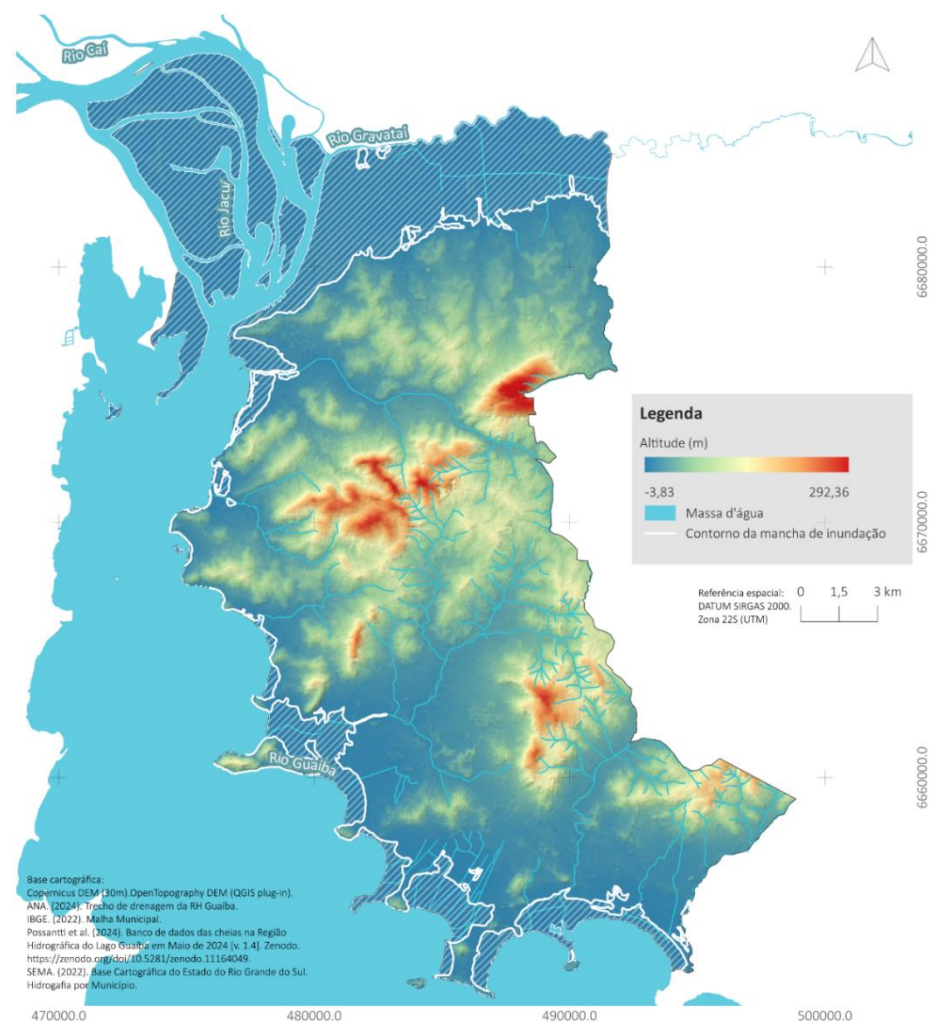 Rio Caí
Rio Gravataí
Rio Jacuí
6680000.0
Legenda
Altitude (m)
-3,83 292,36
Massa d'água
Contorno da mancha de inundação
6670000.0
Referência espacial:
DATUM SIRGAS 2000.
Zona 22S (UTM)
0 1,5 3 km
Rio Guaíba
6660000.0
Base cartográfica:
Copernicus DEM (30m).OpenTopography DEM (QGIS plug-in).
ANA. (2024). Trecho de drenagem da RH Guaíba.
IBGE. (2022). Malha Municipal.
Possantti et al. (2024). Banco de dados das cheias na Região
Hidrográfica do Lago Guaíba em Maio de 2024 [v. 1.4]. Zenodo.
https://zenodo.org/doi/10.5281/zenodo.11164049.
SEMA. (2022). Base Cartográfica do Estado do Rio Grande do Sul.
Hidrogafia por Município.
470000.0 480000.0 490000.0 500000.0